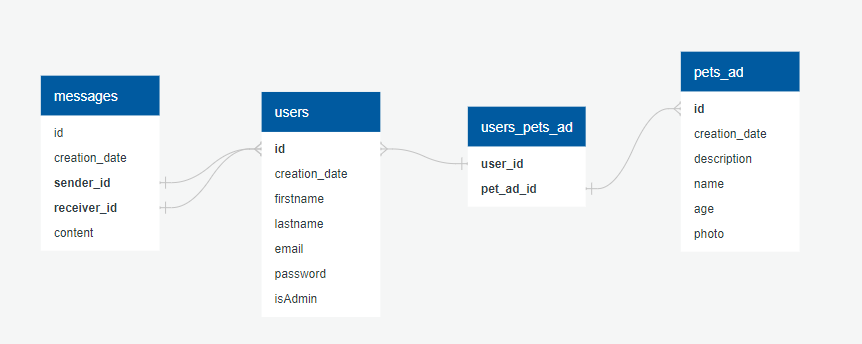 messages
id
creation_date
sender_id
receiver_id
content
users
id
creation_date
firstname
lastname
email
password
isAdmin
users_pets_ad
user_id
pet_ad_id
pets_ad
id
creation_date
description
name
age
photo